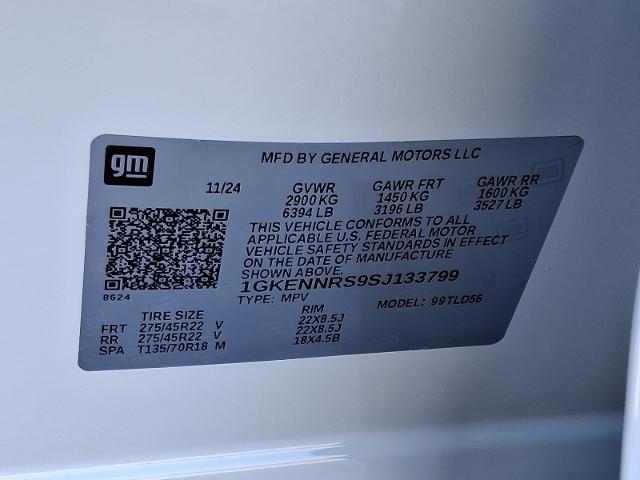 gm
MFD BY GENERAL MOTORS LLC
11/24 GVWR GAWR FRT GAWR RR
2900 KG 1450 KG 1600 KG
6394 LB 3196 LB 3527 LB
THIS VEHICLE CONFORMS TO ALL
APPLICABLE U.S. FEDERAL MOTOR
VEHICLE SAFETY STANDARDS IN EFFECT
ON THE DATE OF MANUFACTURE
SHOWN ABOVE.
8624
1GKENNRS9SJ133799
TYPE: MPV MODEL: 99TLD56
TIRE SIZE RIM
FRT 275/45R22 V 22X8.5J
RR 275/45R22 V 22X8.5J
SPA T135/70R18 M 18X4.5B